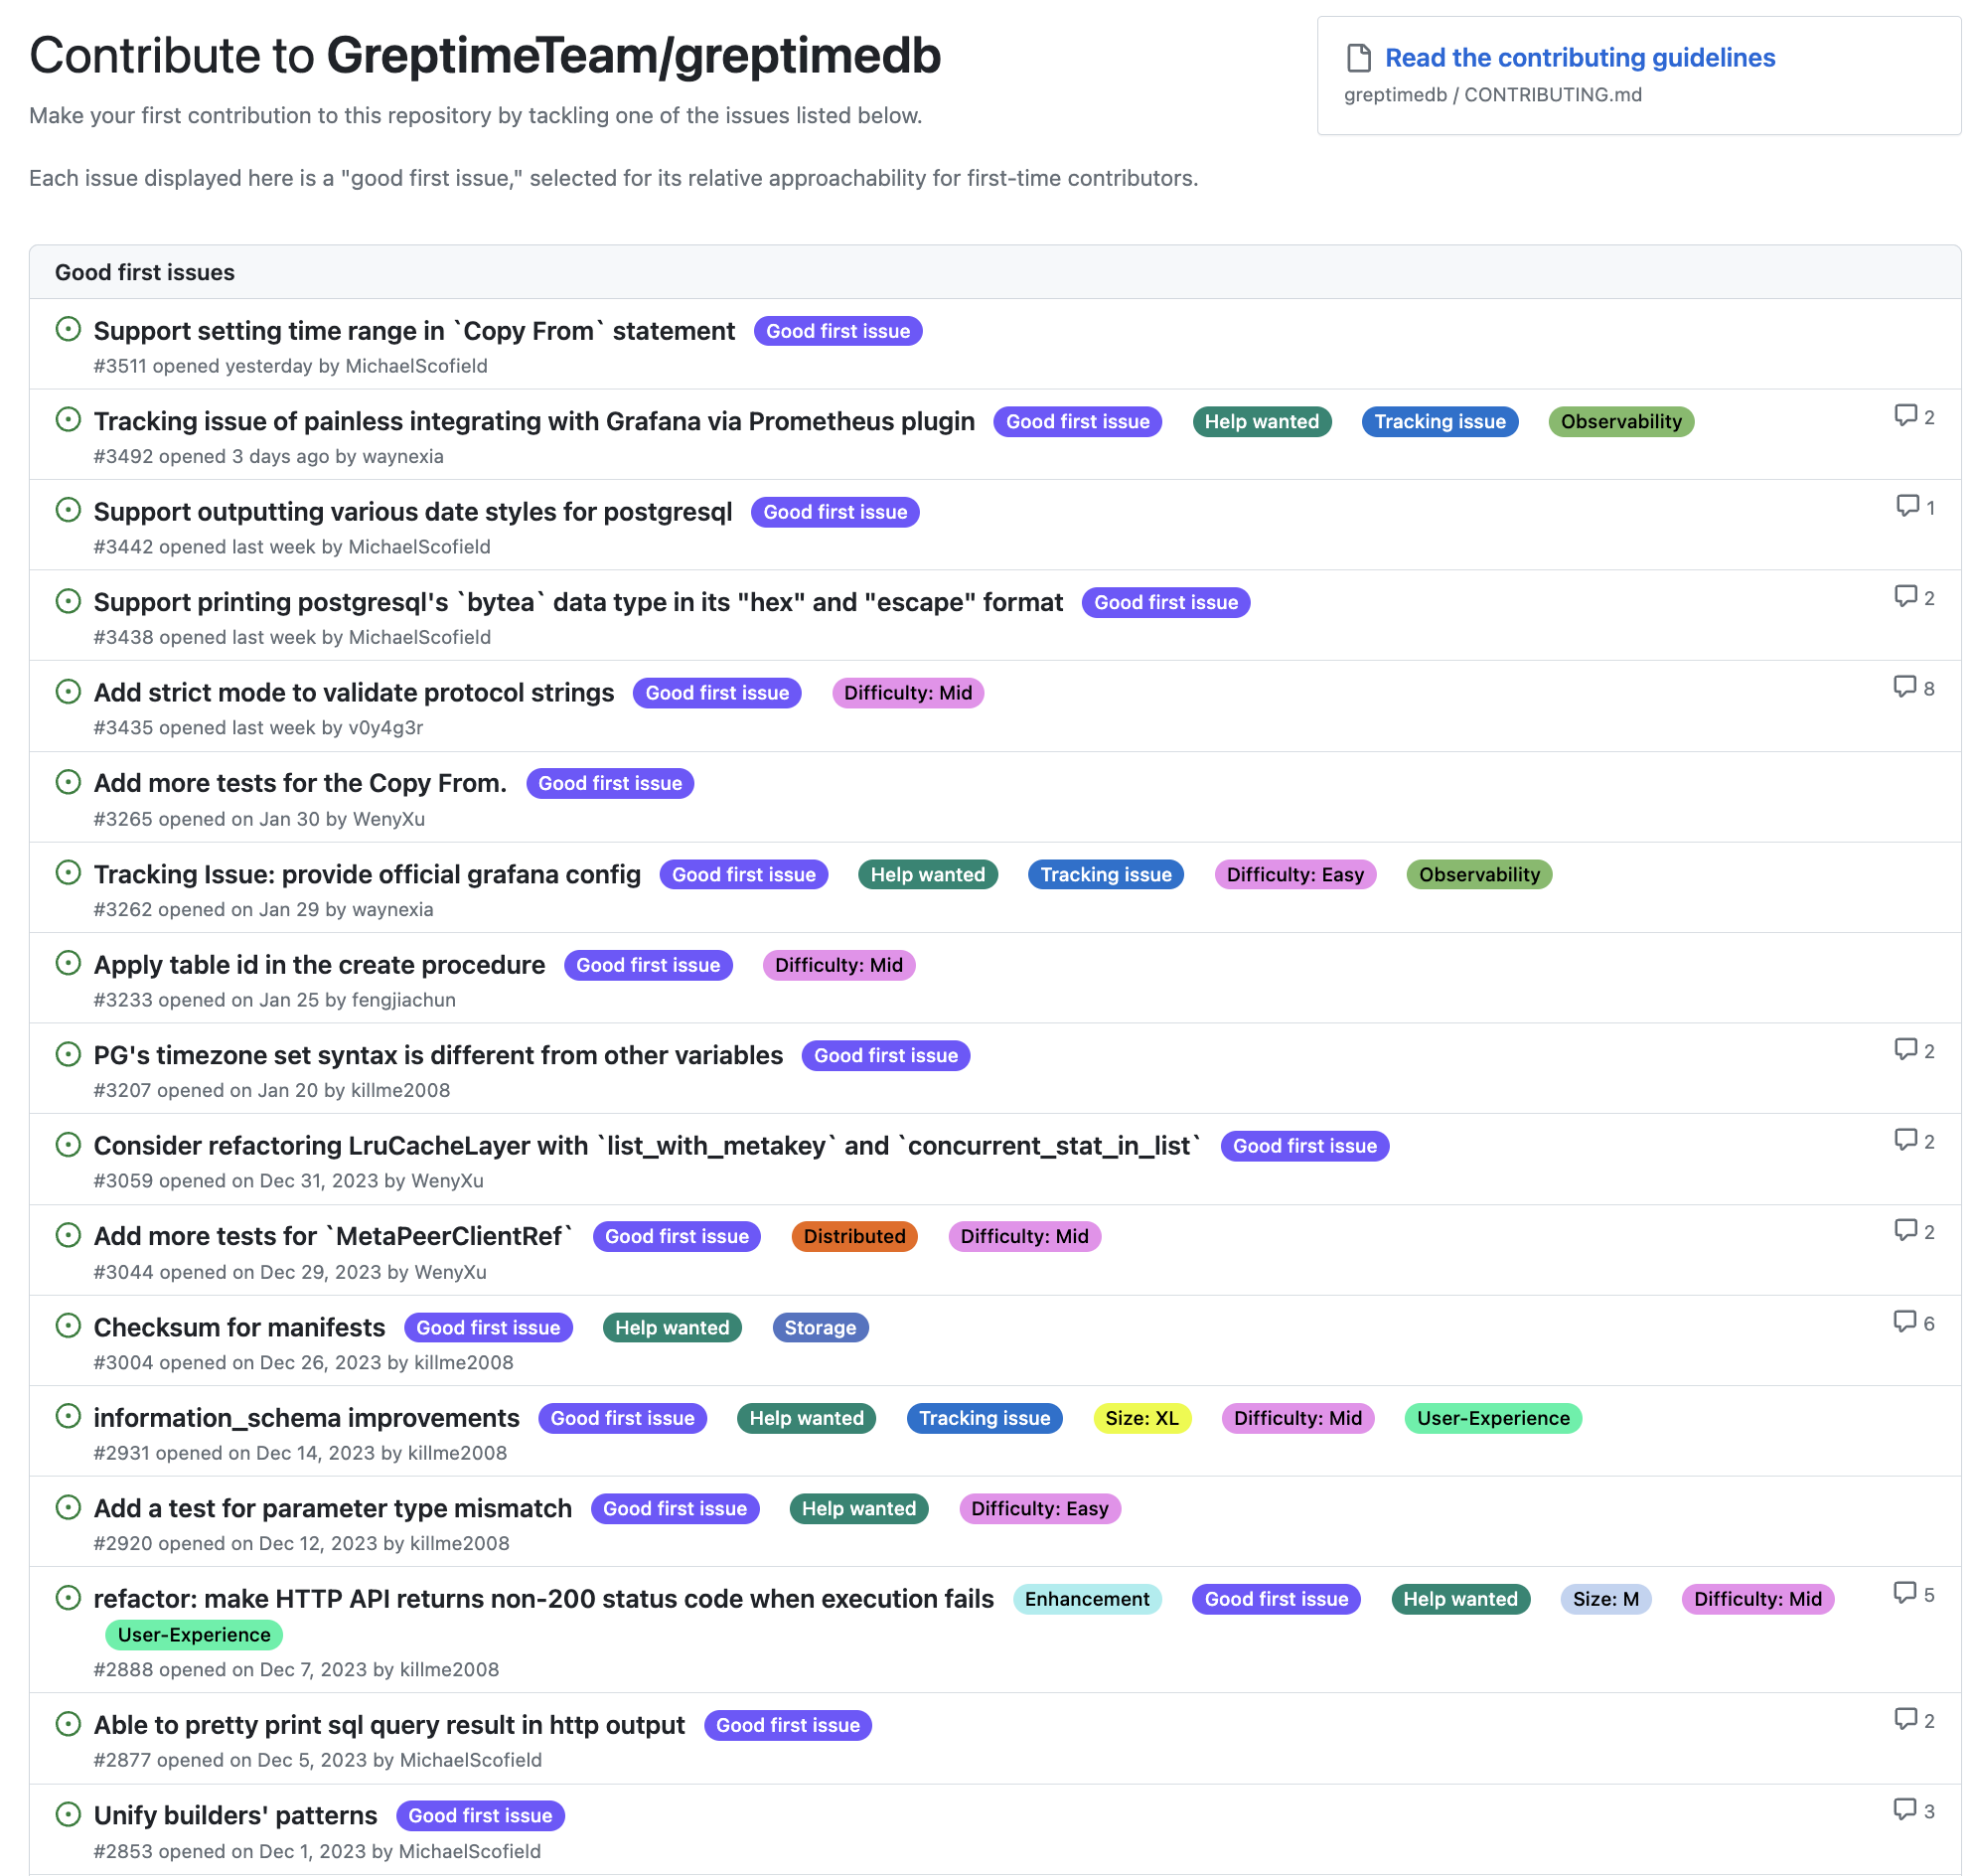 Contribute to GreptimeTeam/greptimedb
Read the contributing guidelines
greptimedb / CONTRIBUTING.md
Make your first contribution to this repository by tackling one of the issues listed below.
Each issue displayed here is a "good first issue," selected for its relative approachability for first-time contributors.
Good first issues
Support setting time range in `Copy From` statement Good first issue
#3511 opened yesterday by MichaelScofield
Tracking issue of painless integrating with Grafana via Prometheus plugin Good first issue Help wanted Tracking issue Observability 2
#3492 opened 3 days ago by waynexia
Support outputting various date styles for postgresql Good first issue 1
#3442 opened last week by MichaelScofield
Support printing postgresql's `bytea` data type in its "hex" and "escape" format Good first issue 2
#3438 opened last week by MichaelScofield
Add strict mode to validate protocol strings Good first issue Difficulty: Mid 8
#3435 opened last week by v0y4g3r
Add more tests for the Copy From. Good first issue
#3265 opened on Jan 30 by WenyXu
Tracking Issue: provide official grafana config Good first issue Help wanted Tracking issue Difficulty: Easy Observability
#3262 opened on Jan 29 by waynexia
Apply table id in the create procedure Good first issue Difficulty: Mid
#3233 opened on Jan 25 by fengjiachun
PG's timezone set syntax is different from other variables Good first issue 2
#3207 opened on Jan 20 by killme2008
Consider refactoring LruCacheLayer with `list_with_metakey` and `concurrent_stat_in_list` Good first issue 2
#3059 opened on Dec 31, 2023 by WenyXu
Add more tests for `MetaPeerClientRef` Good first issue Distributed Difficulty: Mid 2
#3044 opened on Dec 29, 2023 by WenyXu
Checksum for manifests Good first issue Help wanted Storage 6
#3004 opened on Dec 26, 2023 by killme2008
information_schema improvements Good first issue Help wanted Tracking issue Size: XL Difficulty: Mid User-Experience
#2931 opened on Dec 14, 2023 by killme2008
Add a test for parameter type mismatch Good first issue Help wanted Difficulty: Easy
#2920 opened on Dec 12, 2023 by killme2008
refactor: make HTTP API returns non-200 status code when execution fails Enhancement Good first issue Help wanted Size: M Difficulty: Mid 5
User-Experience
#2888 opened on Dec 7, 2023 by killme2008
Able to pretty print sql query result in http output Good first issue 2
#2877 opened on Dec 5, 2023 by MichaelScofield
Unify builders' patterns Good first issue 3
#2853 opened on Dec 1, 2023 by MichaelScofield